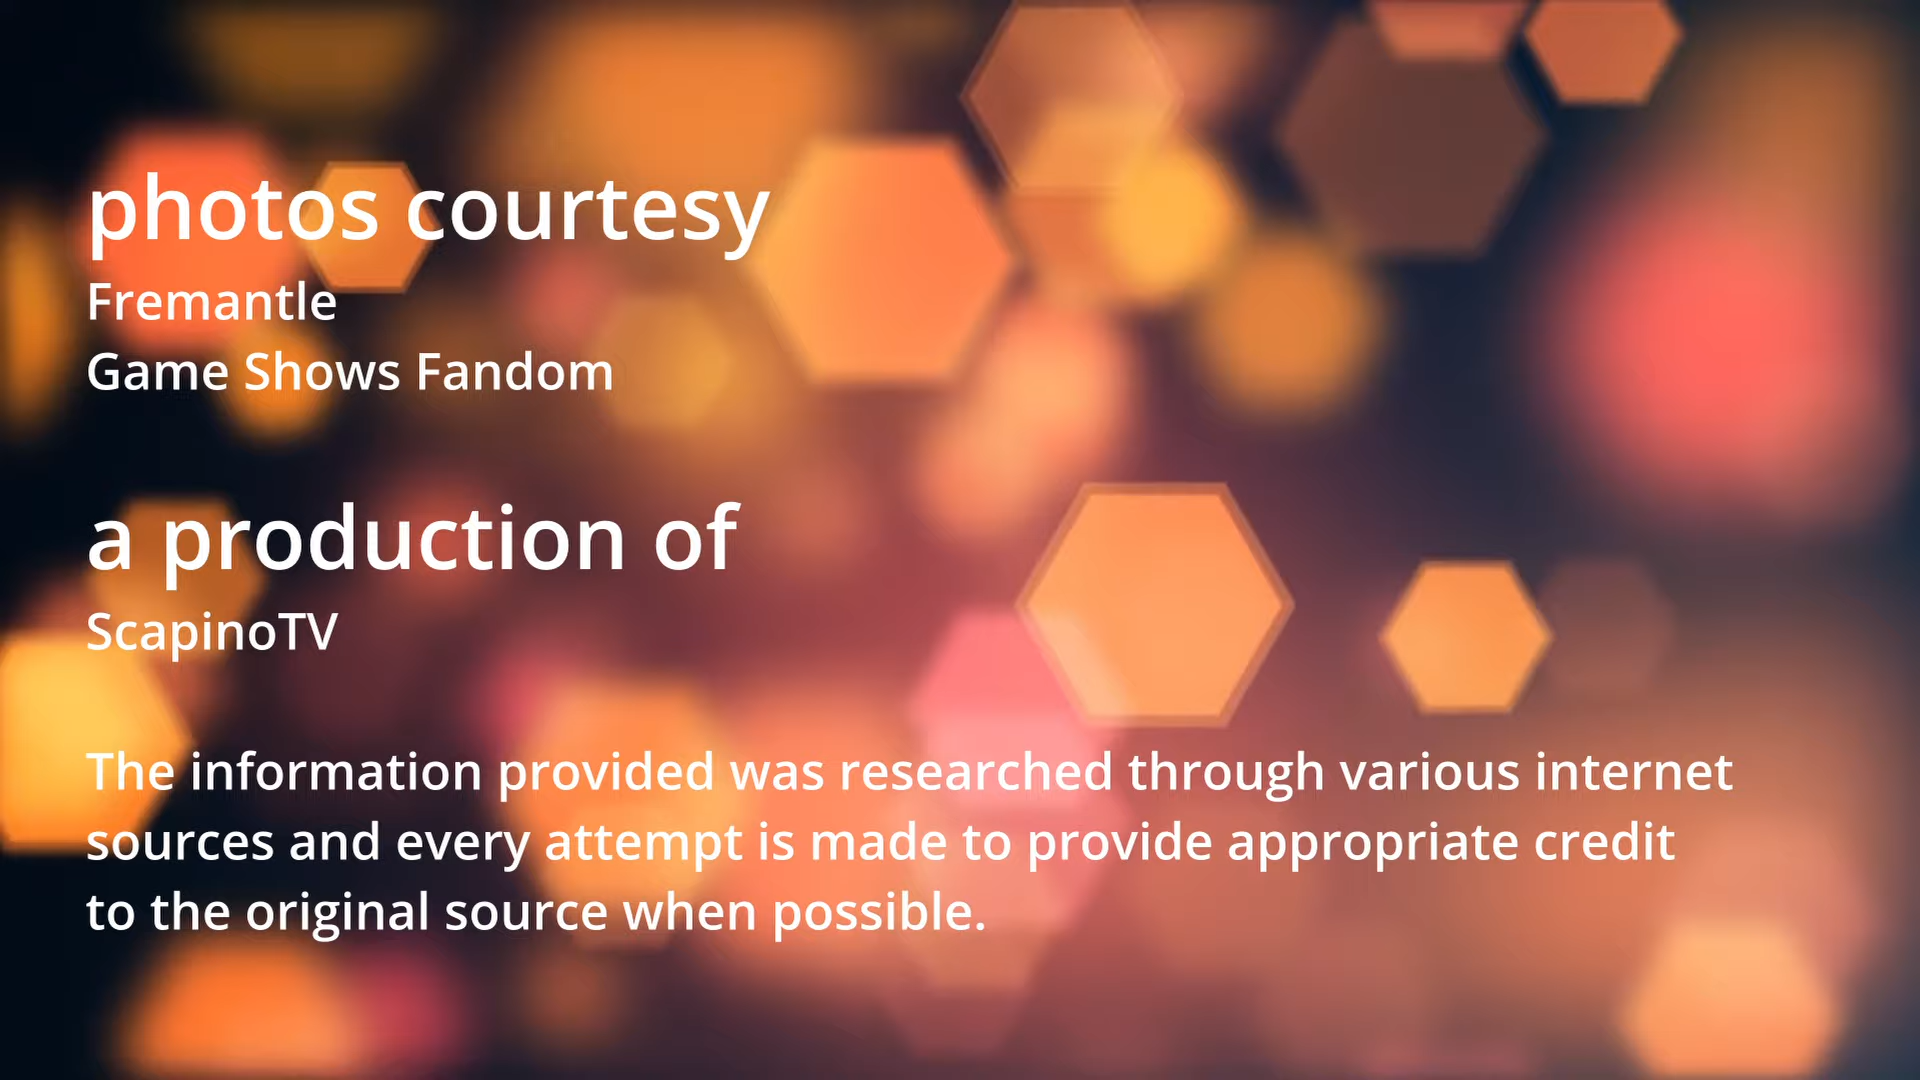 photos courtesy
Fremantle
Game Shows Fandom
a production of
ScapinoTV
The information provided was researched through various internet
sources and every attempt is made to provide appropriate credit
to the original source when possible.